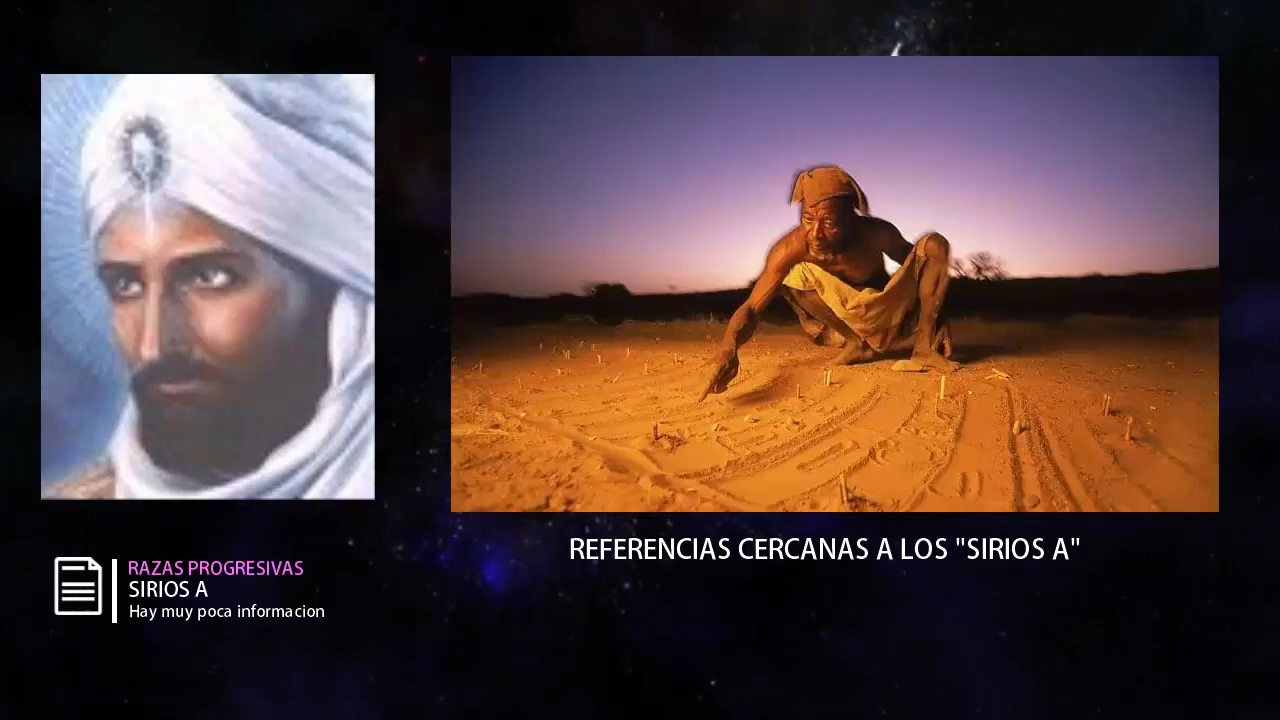 REFERENCIAS CERCANAS A LOS "SIRIOS A"
RAZAS PROGRESIVAS
SIRIOS A
Hay muy poca informacion